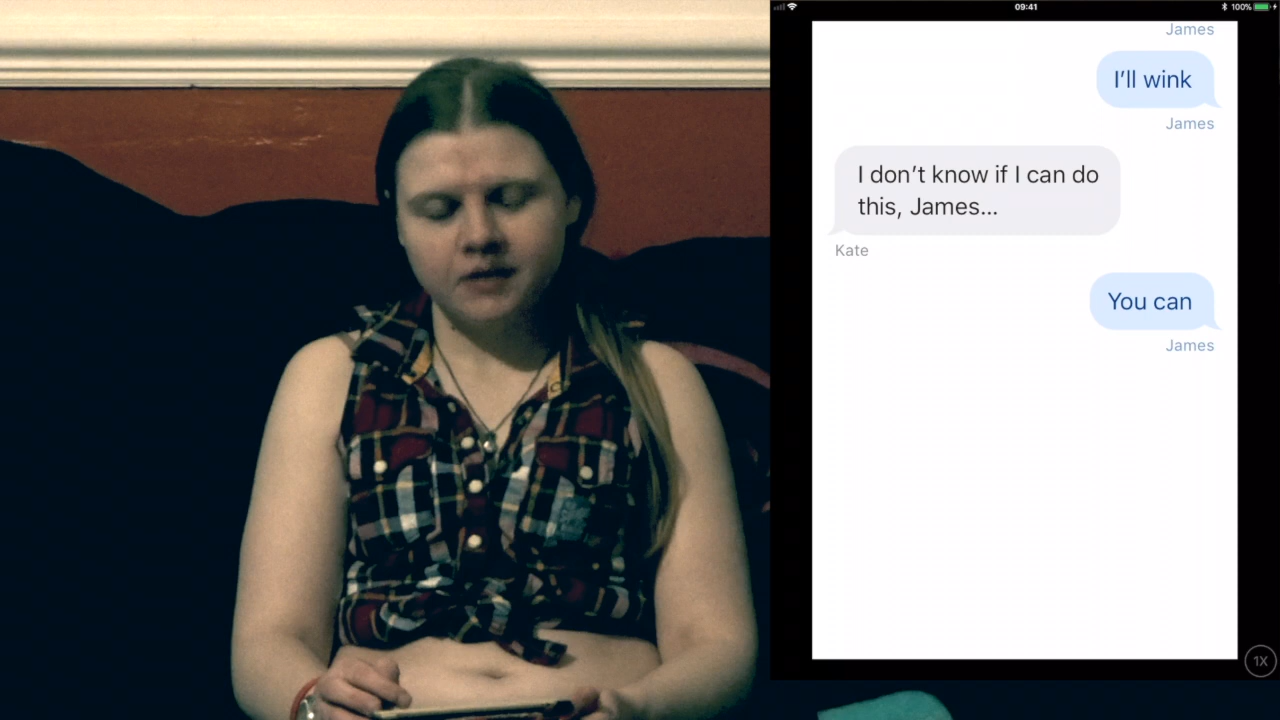 09:41
100%
James
I’ll wink
James
I don’t know if I can do
this, James...
Kate
You can
James
1X